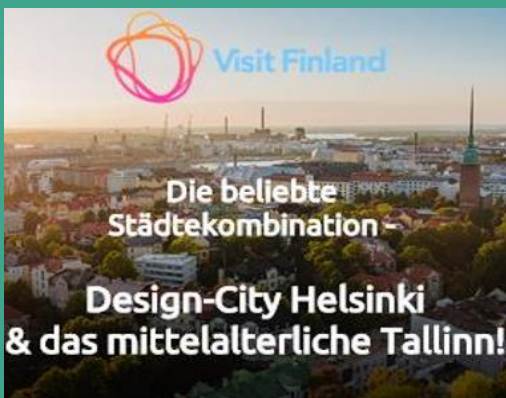 Visit Finland
Die beliebte
Städtekombination -
Design-City Helsinki
& das mittelalterliche Tallinn!